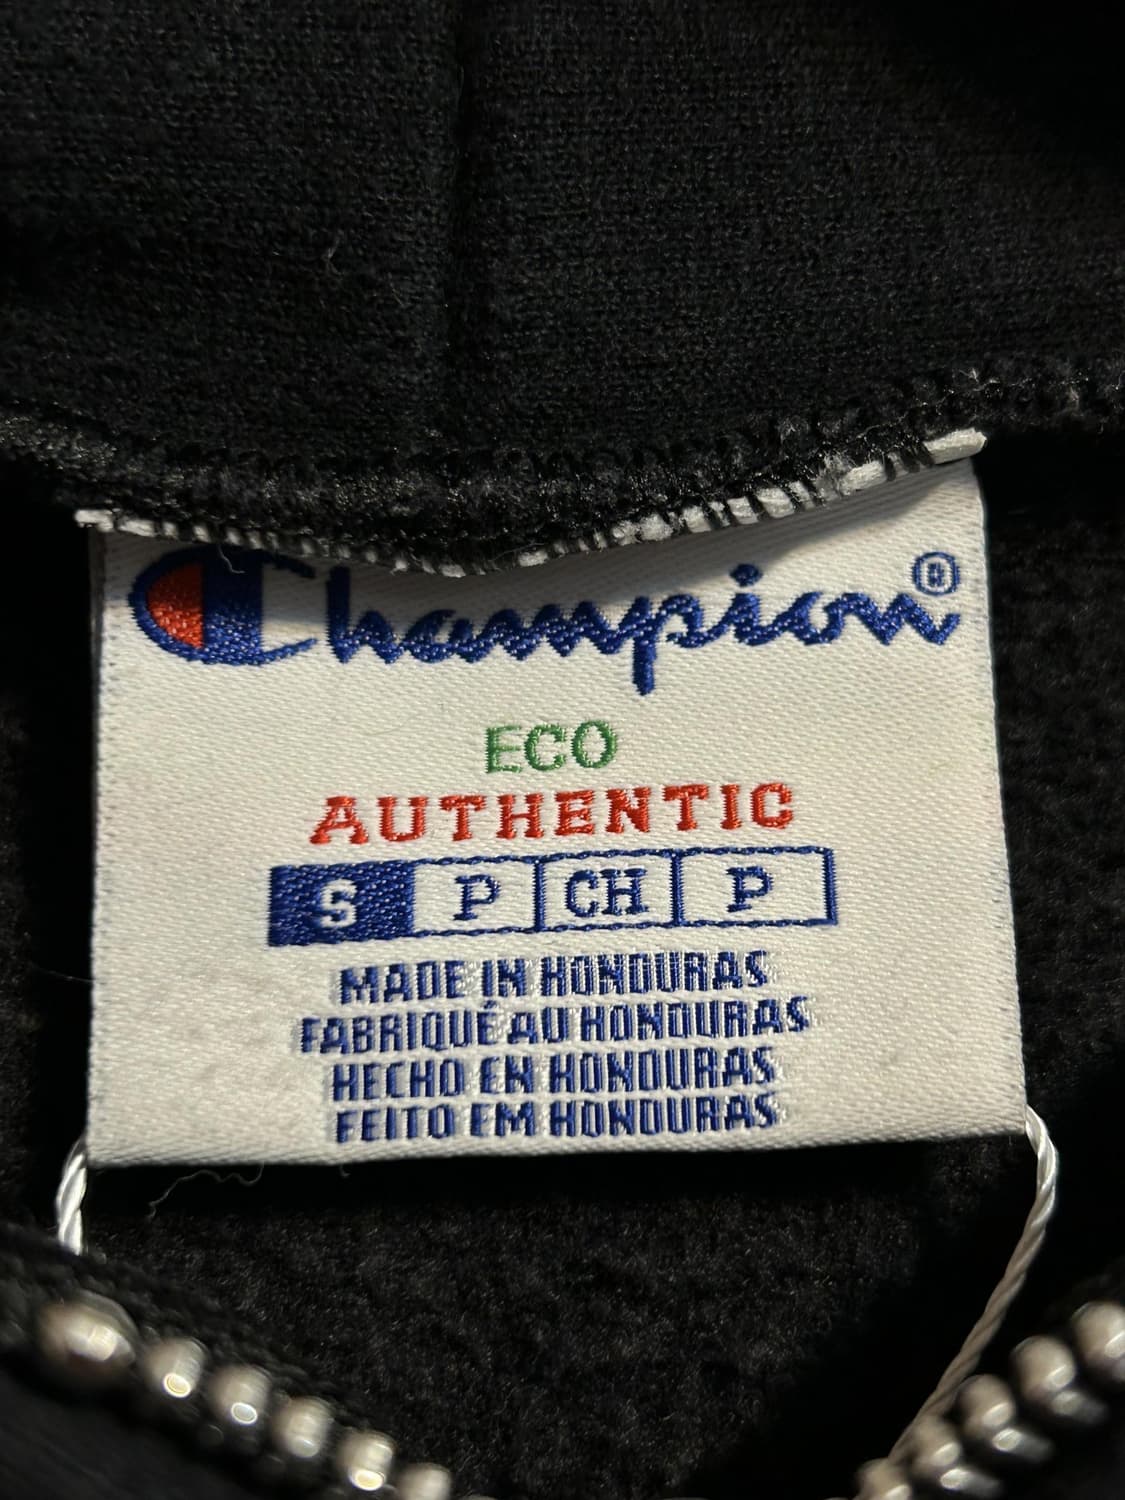 Champion®
ECO
AUTHENTIC
S P CH P
MADE IN HONDURAS
FABRIQUÉ AU HONDURAS
HECHO EN HONDURAS
FEITO EM HONDURAS